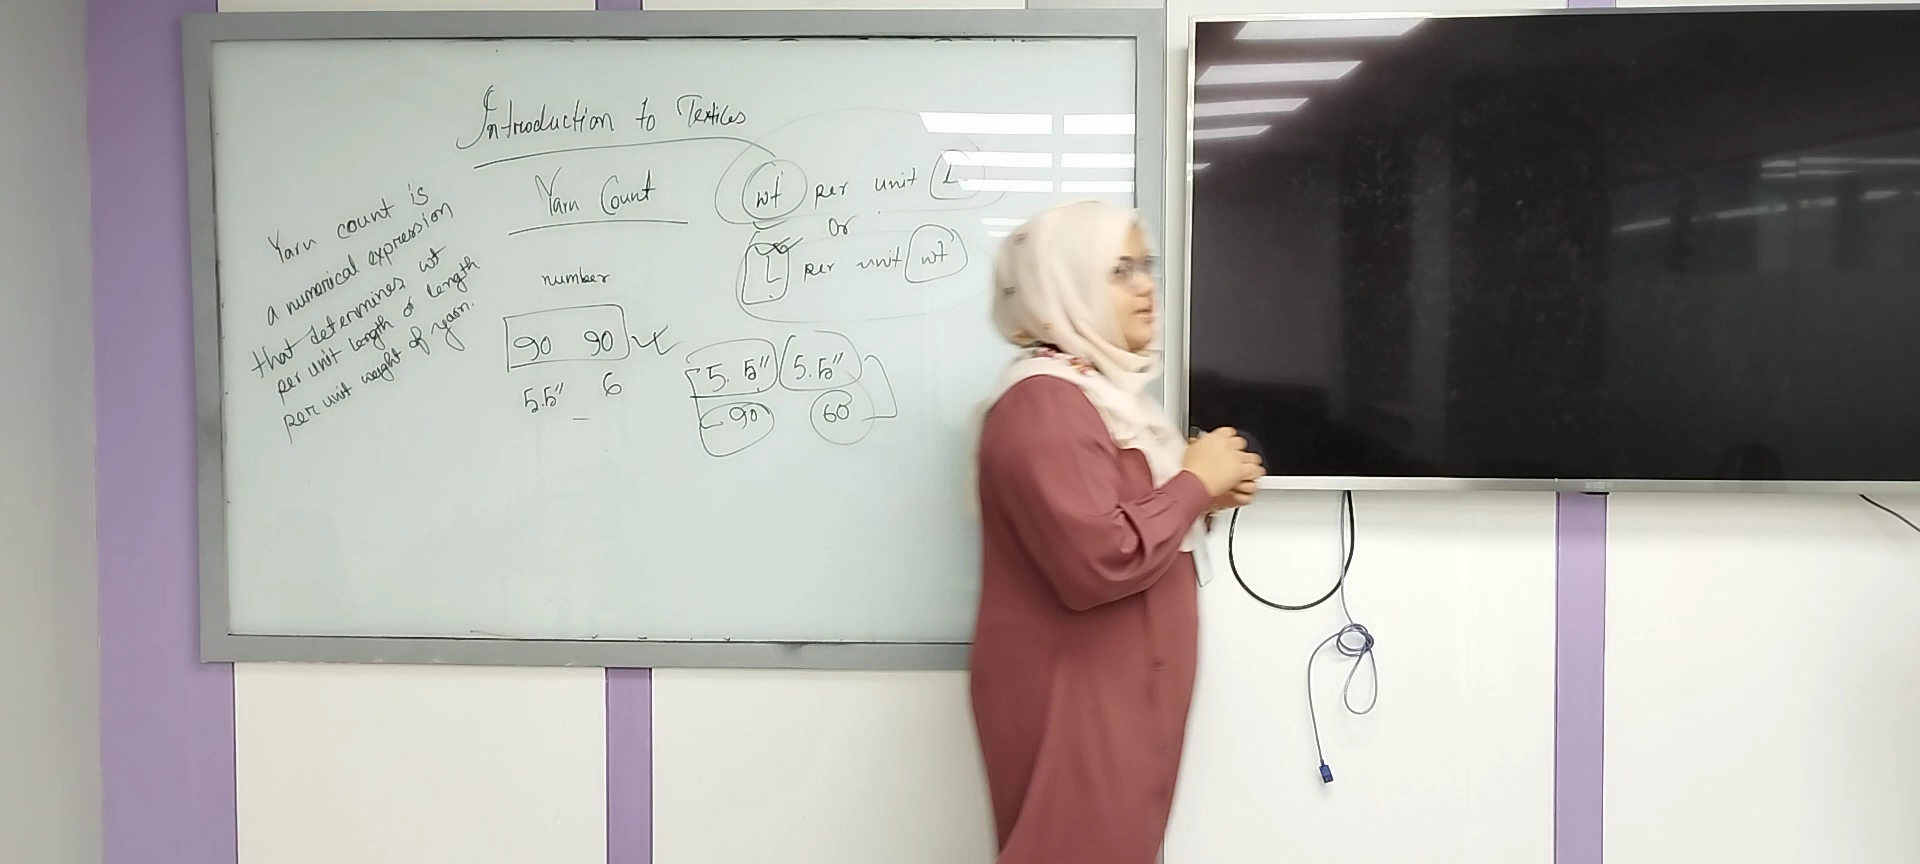 Introduction to Textiles
Yarn Count
Yarn count is
a numarical expression
that determines wt
per unit length or length
per unit weight of yarn.
wt per unit L
Or
L per unit wt
number
90 90
5.5" 6
5.5" 5.5"
90 60